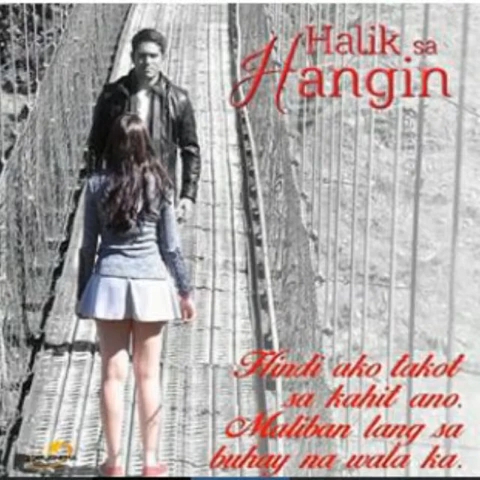 Halik sa
Hangin
Hindi ako takot
sa kahit ano.
Maliban lang sa
buhay na wala ka.